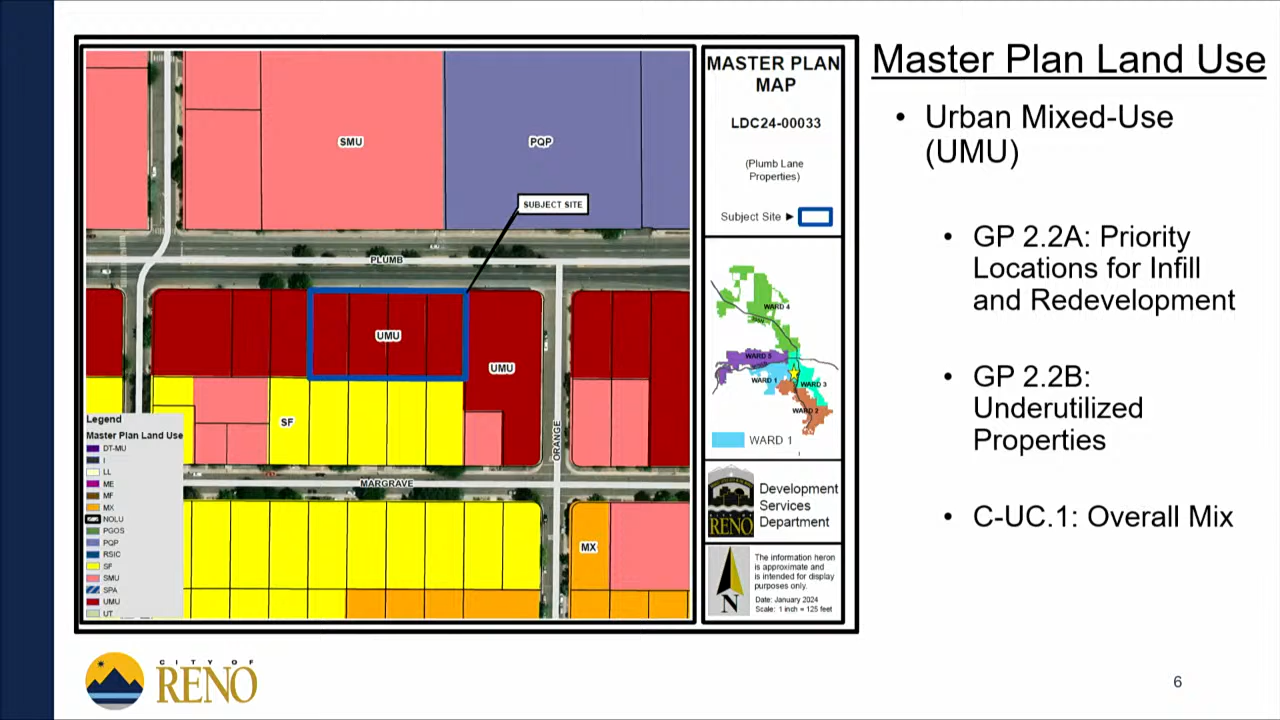 Master Plan Land Use
• Urban Mixed-Use
(UMU)
• GP 2.2A: Priority
Locations for Infill
and Redevelopment
• GP 2.2B:
Underutilized
Properties
• C-UC.1: Overall Mix
SMU
PQP
SUBJECT SITE
PLUMB
UMU
UMU
SF
ORANGE
MARGRAVE
MX
Legend
Master Plan Land Use
DT-MU
I
LL
ME
MF
MX
NOLU
PGOS
PQP
RSIC
SF
SMU
SPA
UMU
UT
MASTER PLAN
MAP
LDC24-00033
(Plumb Lane
Properties)
Subject Site ►
WARD 4
WARD 5
WARD 1
WARD 3
WARD 2
WARD 1
RENO
Development
Services
Department
N
The information heron
is approximate and
is intended for display
purposes only.
Date: January 2024
Scale: 1 inch = 125 feet
CITY OF
RENO
6